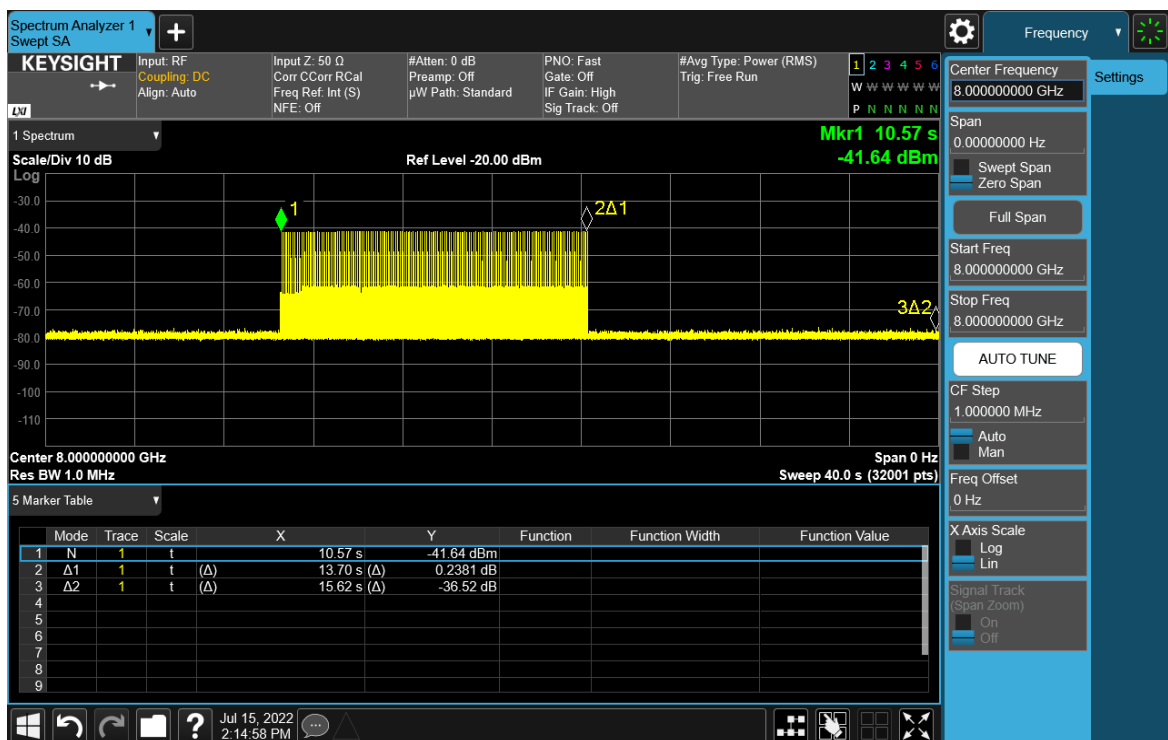 Spectrum Analyzer 1
Swept SA
+
Frequency
KEYSIGHT
LXI
Input: RF
Coupling: DC
Align: Auto
Input Z: 50 Ω
Corr CCorr RCal
Freq Ref: Int (S)
NFE: Off
#Atten: 0 dB
Preamp: Off
µW Path: Standard
PNO: Fast
Gate: Off
IF Gain: High
Sig Track: Off
#Avg Type: Power (RMS)
Trig: Free Run
1 2 3 4 5 6
W W W W W W
P N N N N N
1 Spectrum
Scale/Div 10 dB
Ref Level -20.00 dBm
Mkr1 10.57 s
-41.64 dBm
Log
-30.0
-40.0
-50.0
-60.0
-70.0
-80.0
-90.0
-100
-110
1
2Δ1
3Δ2
Center 8.000000000 GHz
Span 0 Hz
Res BW 1.0 MHz
Sweep 40.0 s (32001 pts)
5 Marker Table
Mode Trace Scale X Y Function Function Width Function Value
1 N 1 t 10.57 s -41.64 dBm
2 Δ1 1 t (Δ) 13.70 s (Δ) 0.2381 dB
3 Δ2 1 t (Δ) 15.62 s (Δ) -36.52 dB
4
5
6
7
8
9
Center Frequency
8.000000000 GHz
Span
0.00000000 Hz
Swept Span
Zero Span
Full Span
Start Freq
8.000000000 GHz
Stop Freq
8.000000000 GHz
AUTO TUNE
CF Step
1.000000 MHz
Auto
Man
Freq Offset
0 Hz
X Axis Scale
Log
Lin
Signal Track
(Span Zoom)
On
Off
Settings
?
Jul 15, 2022
2:14:58 PM